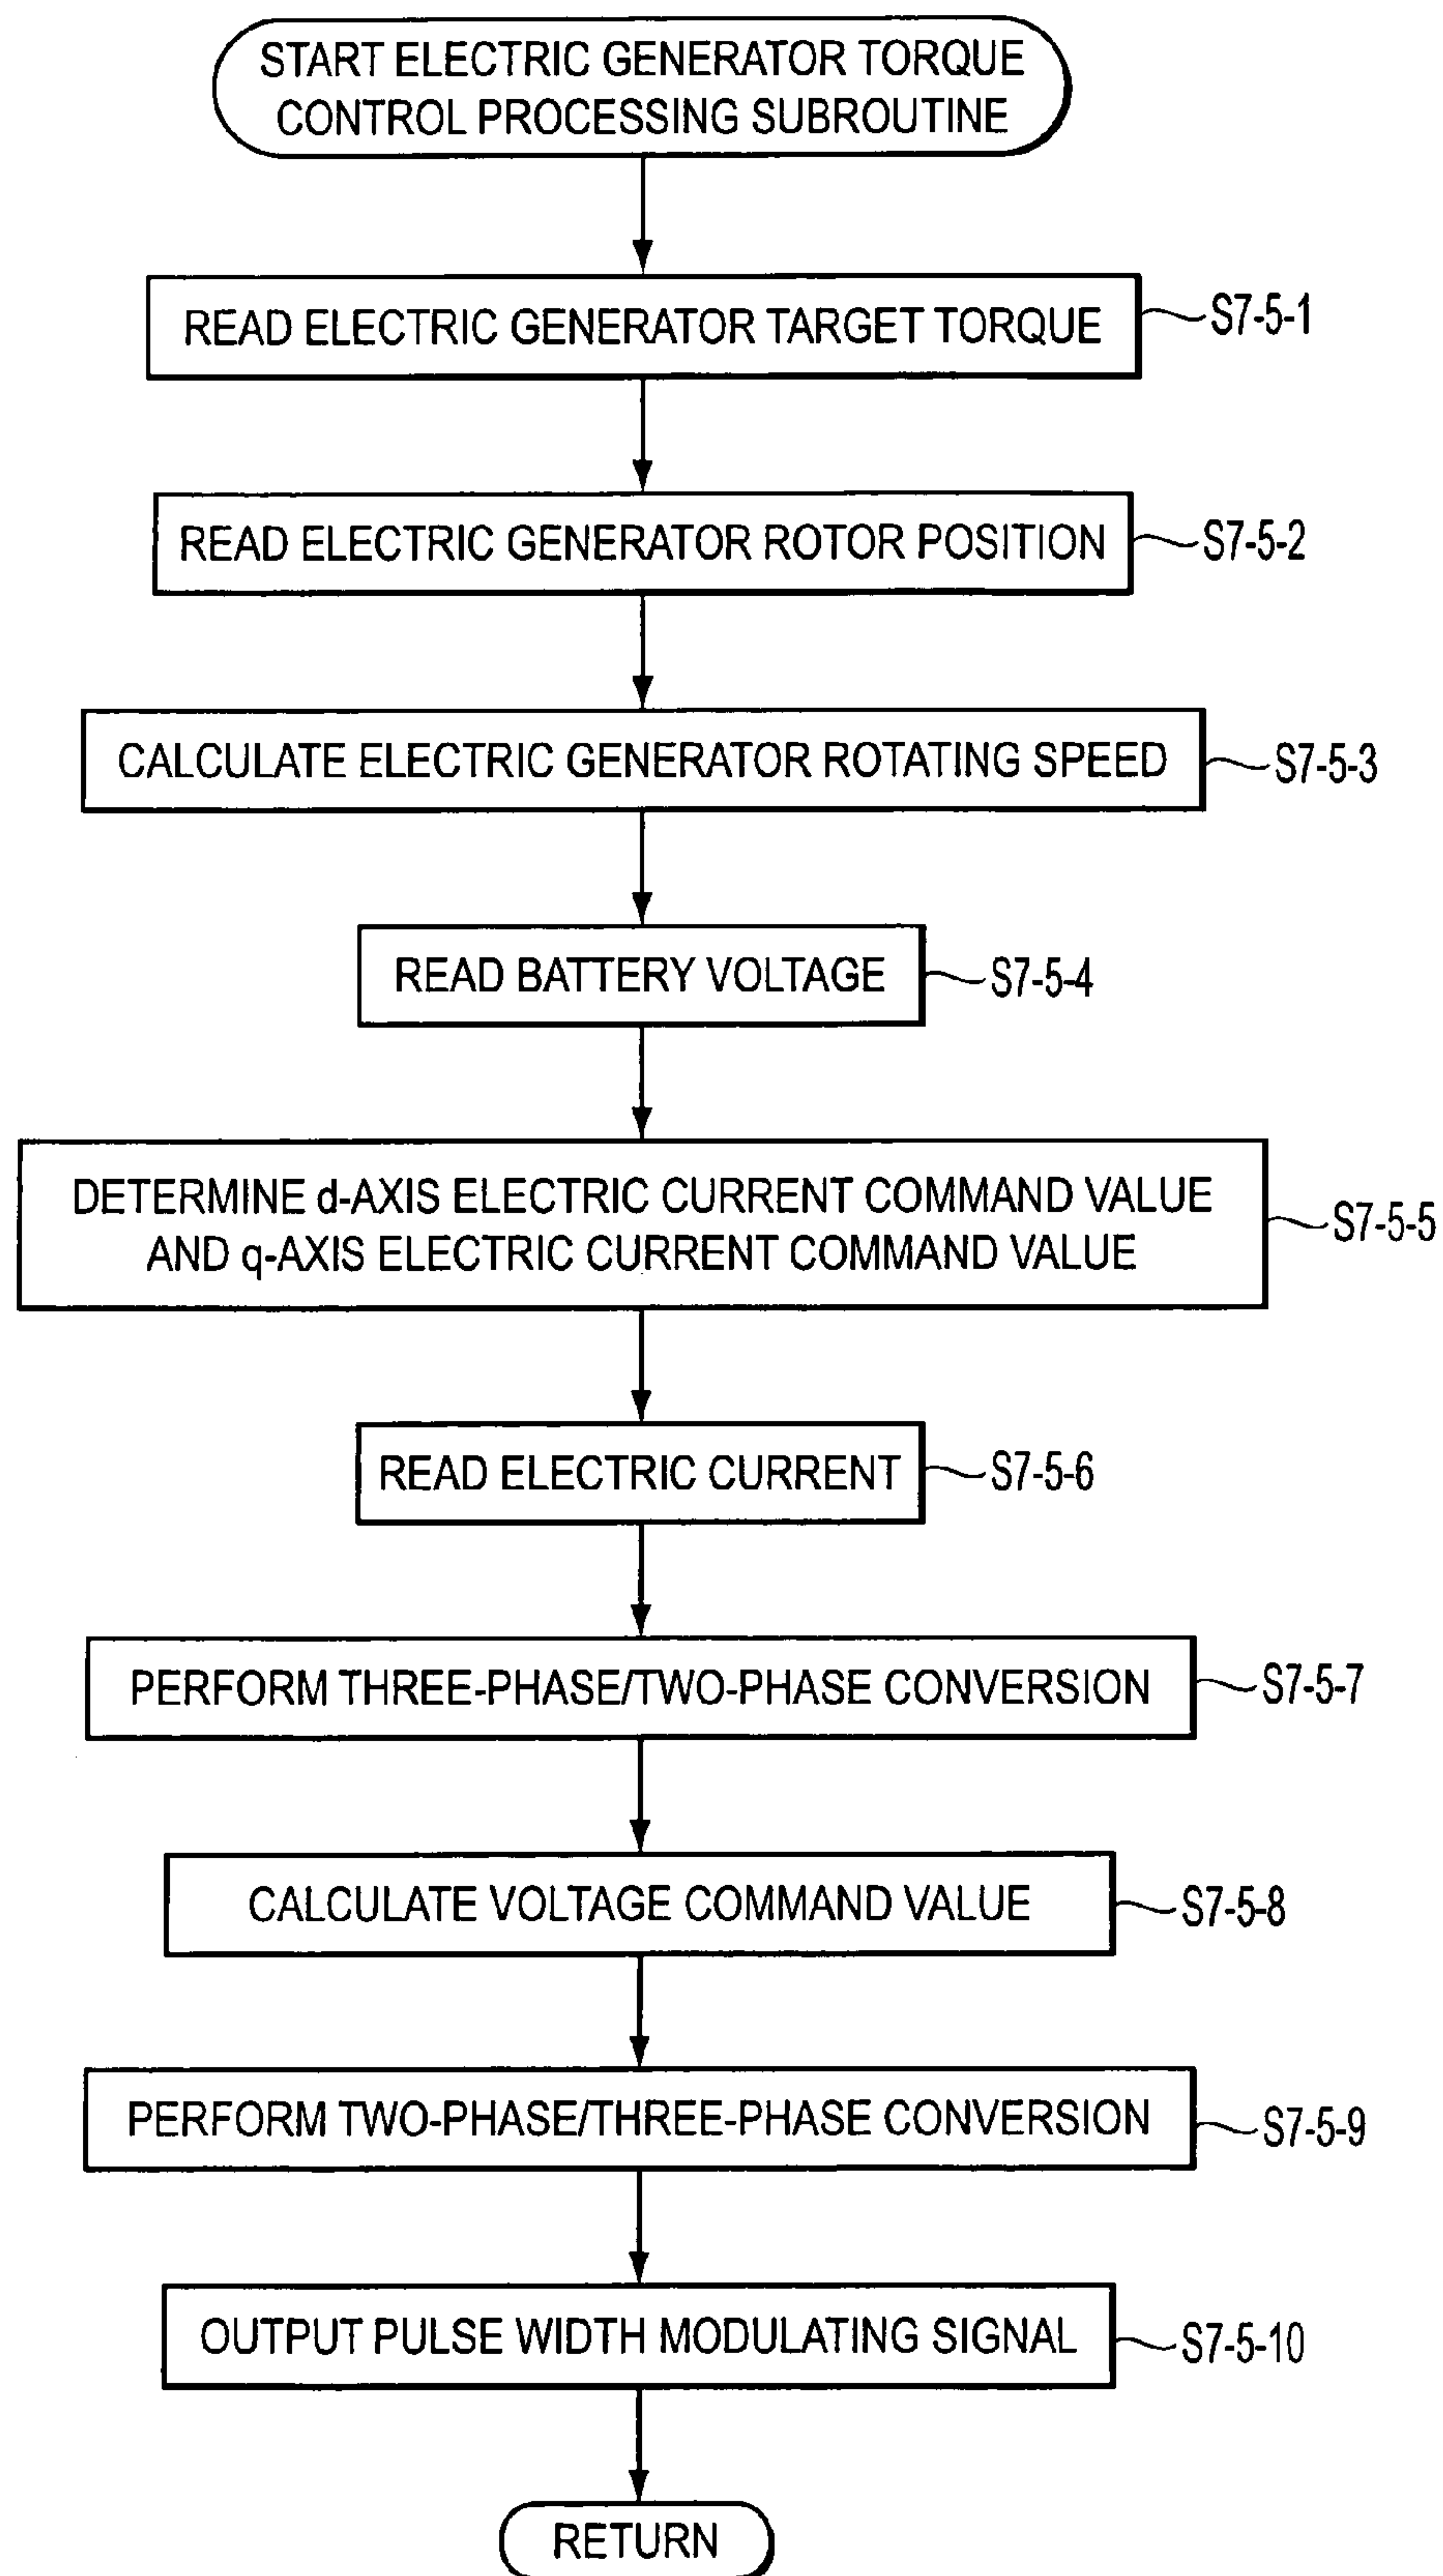 START ELECTRIC GENERATOR TORQUE
CONTROL PROCESSING SUBROUTINE
READ ELECTRIC GENERATOR TARGET TORQUE
S7-5-1
READ ELECTRIC GENERATOR ROTOR POSITION
S7-5-2
CALCULATE ELECTRIC GENERATOR ROTATING SPEED
S7-5-3
READ BATTERY VOLTAGE
S7-5-4
DETERMINE d-AXIS ELECTRIC CURRENT COMMAND VALUE
AND q-AXIS ELECTRIC CURRENT COMMAND VALUE
S7-5-5
READ ELECTRIC CURRENT
S7-5-6
PERFORM THREE-PHASE/TWO-PHASE CONVERSION
S7-5-7
CALCULATE VOLTAGE COMMAND VALUE
S7-5-8
PERFORM TWO-PHASE/THREE-PHASE CONVERSION
S7-5-9
OUTPUT PULSE WIDTH MODULATING SIGNAL
S7-5-10
RETURN